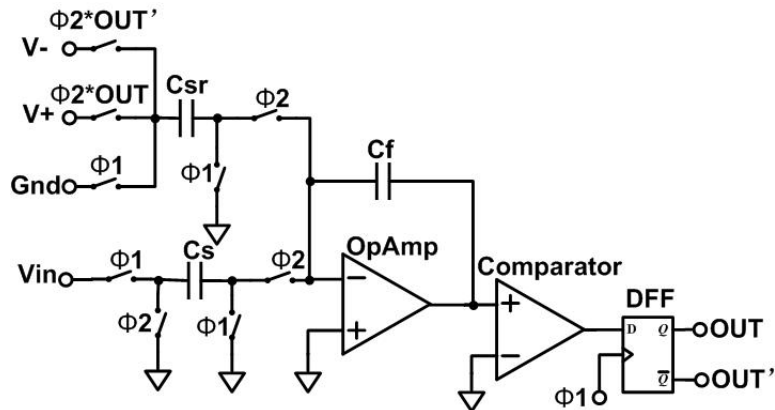 Φ2*OUT'
V-
Csr
Φ2*OUT
Φ2
V+
Φ1
Φ1
Gnd
Cf
Cs
OpAmp
Vin
Φ1
Φ2
-
Comparator
+
DFF
Φ2
Φ1
+
D
Q
OUT
-
Φ1
Q
OUT'